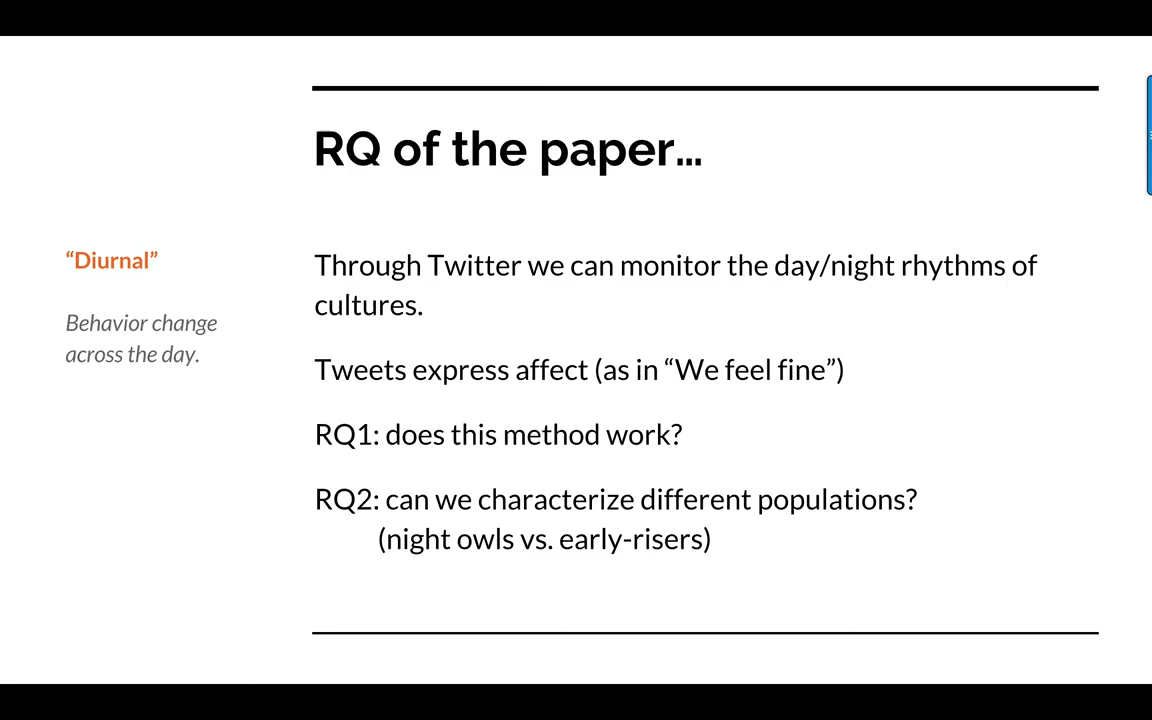 RQ of the paper…
“Diurnal”
Behavior change
across the day.
Through Twitter we can monitor the day/night rhythms of
cultures.
Tweets express affect (as in “We feel fine”)
RQ1: does this method work?
RQ2: can we characterize different populations?
(night owls vs. early-risers)